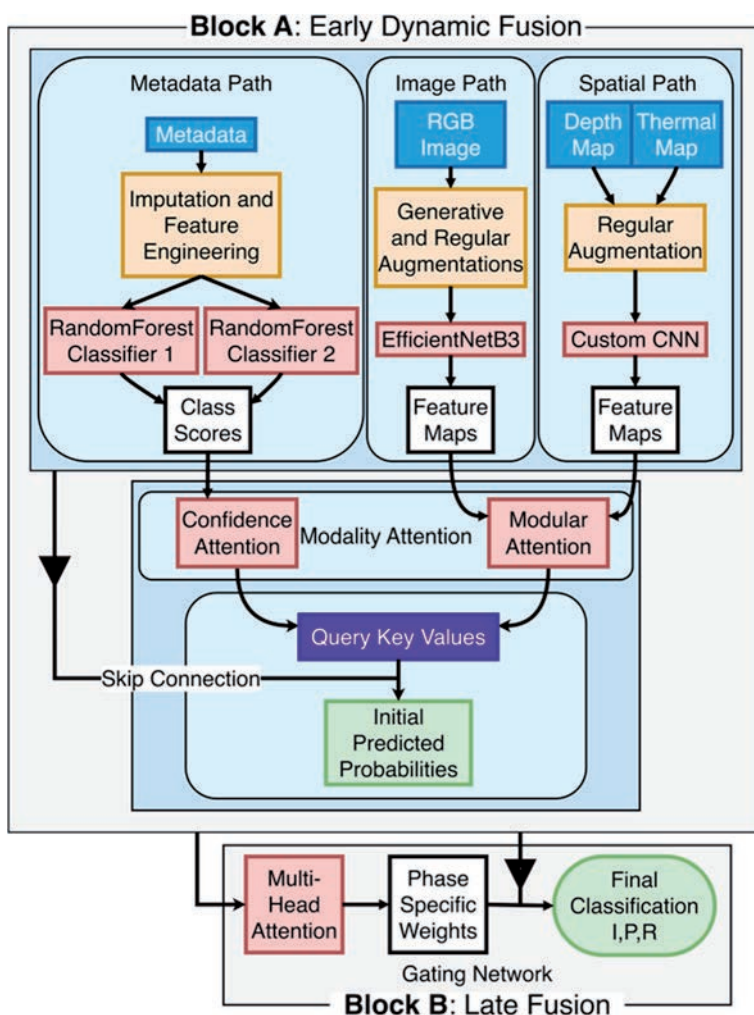 Block A: Early Dynamic Fusion
Metadata Path
Metadata
Imputation and
Feature
Engineering
RandomForest
Classifier 1
RandomForest
Classifier 2
Class
Scores
Image Path
RGB
Image
Generative
and Regular
Augmentations
EfficientNetB3
Feature
Maps
Spatial Path
Depth
Map
Thermal
Map
Regular
Augmentation
Custom CNN
Feature
Maps
Confidence
Attention
Modality Attention
Modular
Attention
Query Key Values
Skip Connection
Initial
Predicted
Probabilities
Multi-
Head
Attention
Phase
Specific
Weights
Final
Classification
I,P,R
Gating Network
Block B: Late Fusion